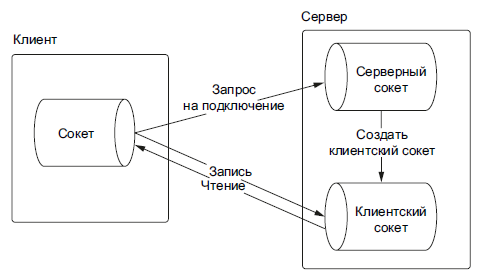 Сервер
Клиент
Серверный
сокет
Запрос
на подключение
Сокет
Создать
клиентский сокет
Запись
Чтение
Клиентский
сокет